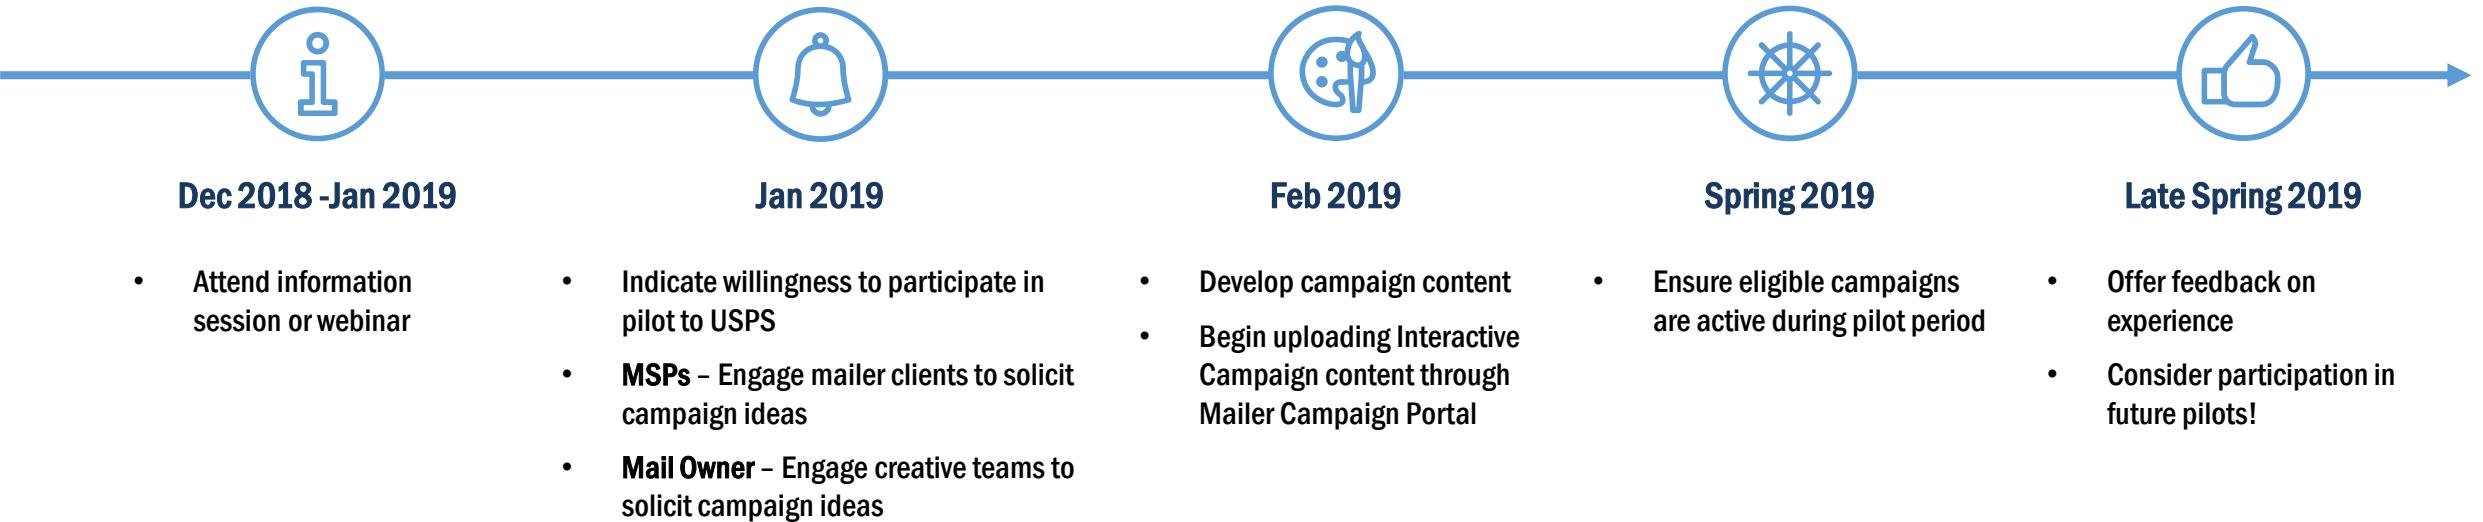 Dec 2018 -Jan 2019
• Attend information
session or webinar
Jan 2019
• Indicate willingness to participate in
pilot to USPS
• MSPs – Engage mailer clients to solicit
campaign ideas
• Mail Owner – Engage creative teams to
solicit campaign ideas
Feb 2019
• Develop campaign content
• Begin uploading Interactive
Campaign content through
Mailer Campaign Portal
Spring 2019
• Ensure eligible campaigns
are active during pilot period
Late Spring 2019
• Offer feedback on
experience
• Consider participation in
future pilots!